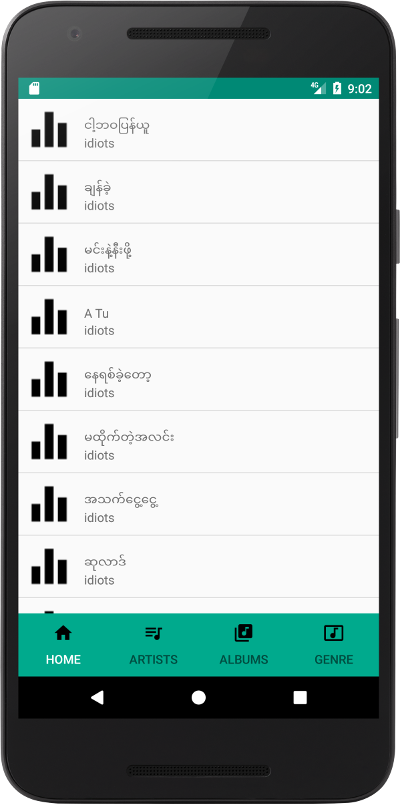 4G
9:02
ငါ့ဘဝပြန်ယူ
idiots
ချန်ခဲ့
idiots
မင်းနဲ့နီးဖို့
idiots
A Tu
idiots
နေရစ်ခဲ့တော့
idiots
မထိုက်တဲ့အလင်း
idiots
အသက်ငွေ့ငွေ့
idiots
ဆုလာဒ်
idiots
HOME
ARTISTS
ALBUMS
GENRE